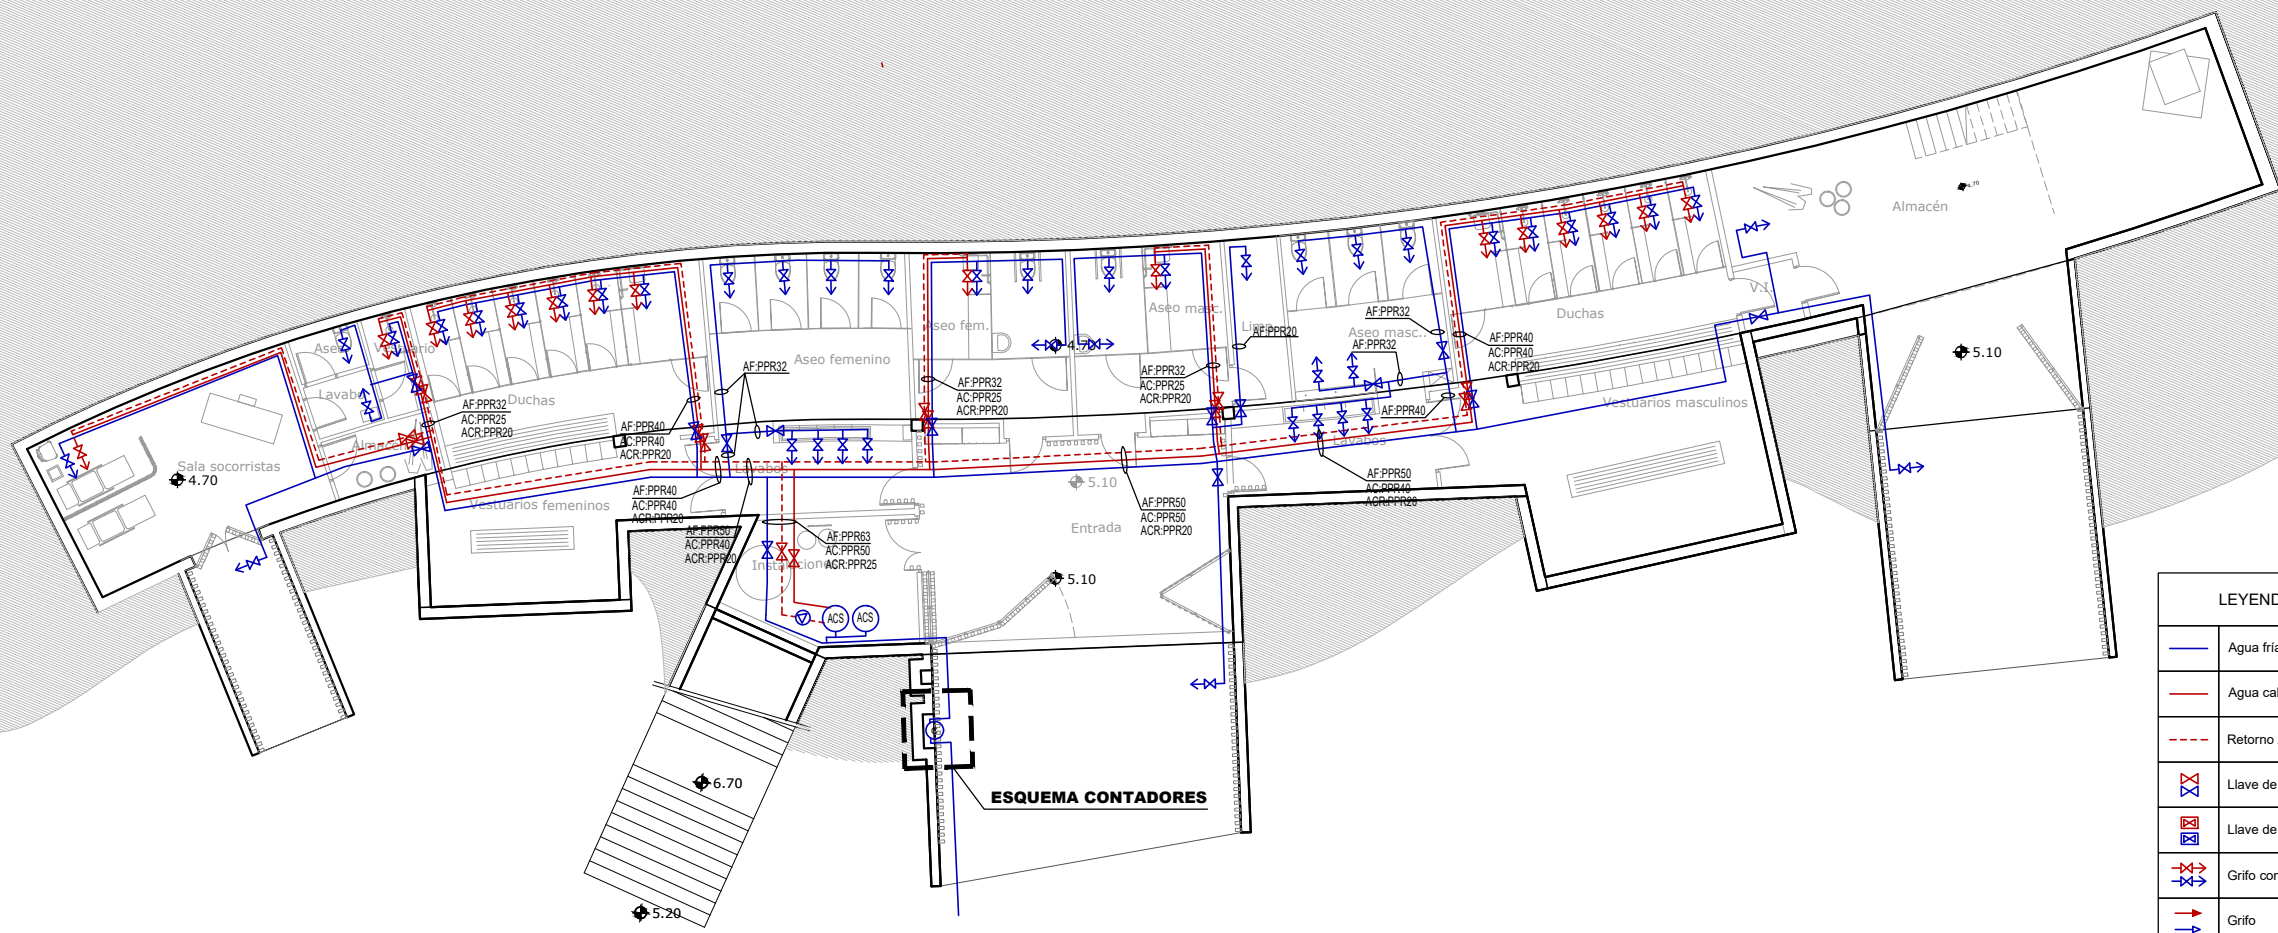 Almacén
4.70
Aseo
Vestuario
Lavabo
Almacén
Sala socorristas
4.70
Duchas
AF:PPR32
AC:PPR25
ACR:PPR20
Vestuarios femeninos
AF:PPR40
AC:PPR40
ACR:PPR20
AF:PPR40
AC:PPR40
ACR:PPR20
AF:PPR50
AC:PPR40
ACR:PPR20
Aseo femenino
AF:PPR32
Lavabos
AF:PPR63
AC:PPR50
ACR:PPR25
Instalaciones
ACS
ACS
Aseo fem.
AF:PPR32
AC:PPR25
ACR:PPR20
4.70
Aseo masc.
AF:PPR32
AC:PPR25
ACR:PPR20
5.10
AF:PPR50
AC:PPR50
ACR:PPR20
Entrada
5.10
Limp.
AF:PPR20
Aseo masc..
AF:PPR32
AF:PPR32
AF:PPR40
Lavabos
AF:PPR50
AC:PPR40
ACR:PPR20
AF:PPR40
AC:PPR40
ACR:PPR20
Duchas
V.I.
Vestuarios masculinos
5.10
6.70
5.20
ESQUEMA CONTADORES
LEYEND
Agua fría
Agua cal
Retorno
Llave de
Llave de
Grifo con
Grifo